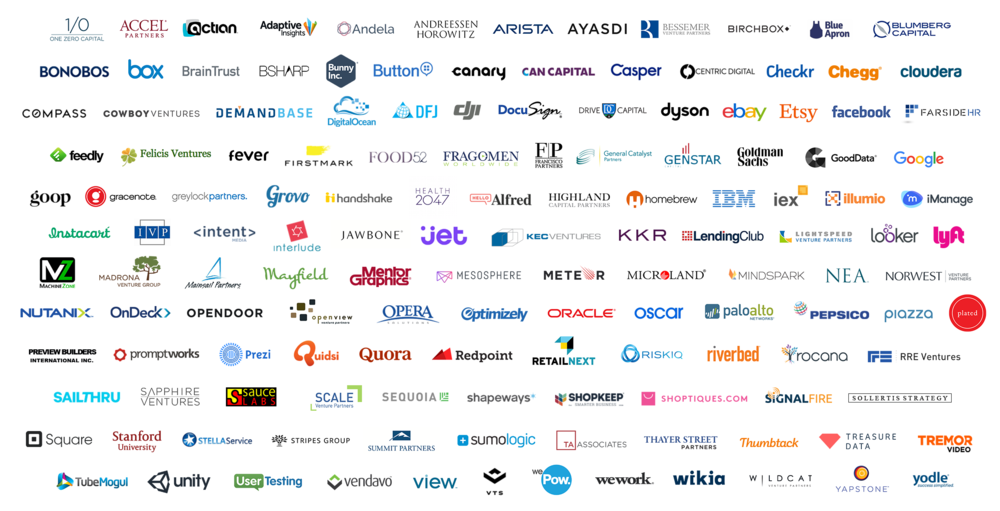 1/0 ONE ZERO CAPITAL ACCEL PARTNERS action Adaptive Insights Andela ANDREESSEN HOROWITZ ARISTA AYASDI B BESSEMER VENTURE PARTNERS BIRCHBOX Blue Apron BLUMBERG CAPITAL
BONOBOS box BrainTrust BSHARP Bunny Inc. Button canary CAN CAPITAL Casper CENTRIC DIGITAL Checkr Chegg cloudera
COMPASS COWBOY VENTURES DEMANDBASE DigitalOcean DFJ dji DocuSign DRIVE CAPITAL dyson ebay Etsy facebook FARSIDEHR
feedly Felicis Ventures fever FIRSTMARK FOOD52 FRAGOMEN WORLDWIDE FP FRANCISCO PARTNERS General Catalyst Partners GENSTAR Goldman Sachs GoodData Google
goop gracenote greylockpartners. Grovo handshake HEALTH 2047 HELLO Alfred HIGHLAND CAPITAL PARTNERS homebrew IBM iex illumio iManage
Instacart IVP <intent> MEDIA interlude JAWBONE jet KECVENTURES KKR LendingClub LIGHTSPEED VENTURE PARTNERS looker lyft
MZ MACHINE ZONE MADRONA VENTURE GROUP Mainsail Partners Mayfield Mentor Graphics MESOSPHERE METEOR MICROLAND MINDSPARK NEA NORWEST VENTURE PARTNERS
NUTANIX OnDeck OPENDOOR openview venture partners OPERA SOLUTIONS Optimizely ORACLE oscar paloalto NETWORKS PEPSICO piazza plated
PREVIEW BUILDERS INTERNATIONAL INC. promptworks Prezi Quidsi Quora Redpoint RETAILNEXT RISKIQ riverbed rocana RRE Ventures
SAILTHRU SAPPHIRE VENTURES sauce LABS SCALE Venture Partners SEQUOIA shapeways SHOPKEEP SMARTER BUSINESS SHOPTIQUES.COM SIGNALFIRE SOLLERTIS STRATEGY
Square Stanford University STELLAService STRIPES GROUP SUMMIT PARTNERS sumologic TA ASSOCIATES THAYER STREET PARTNERS Thumbtack TREASURE DATA TREMOR VIDEO
TubeMogul unity User Testing vendavo view. VTS we Pow. wework. wikia WILDCAT VENTURE PARTNERS YAPSTONE yodle success simplified